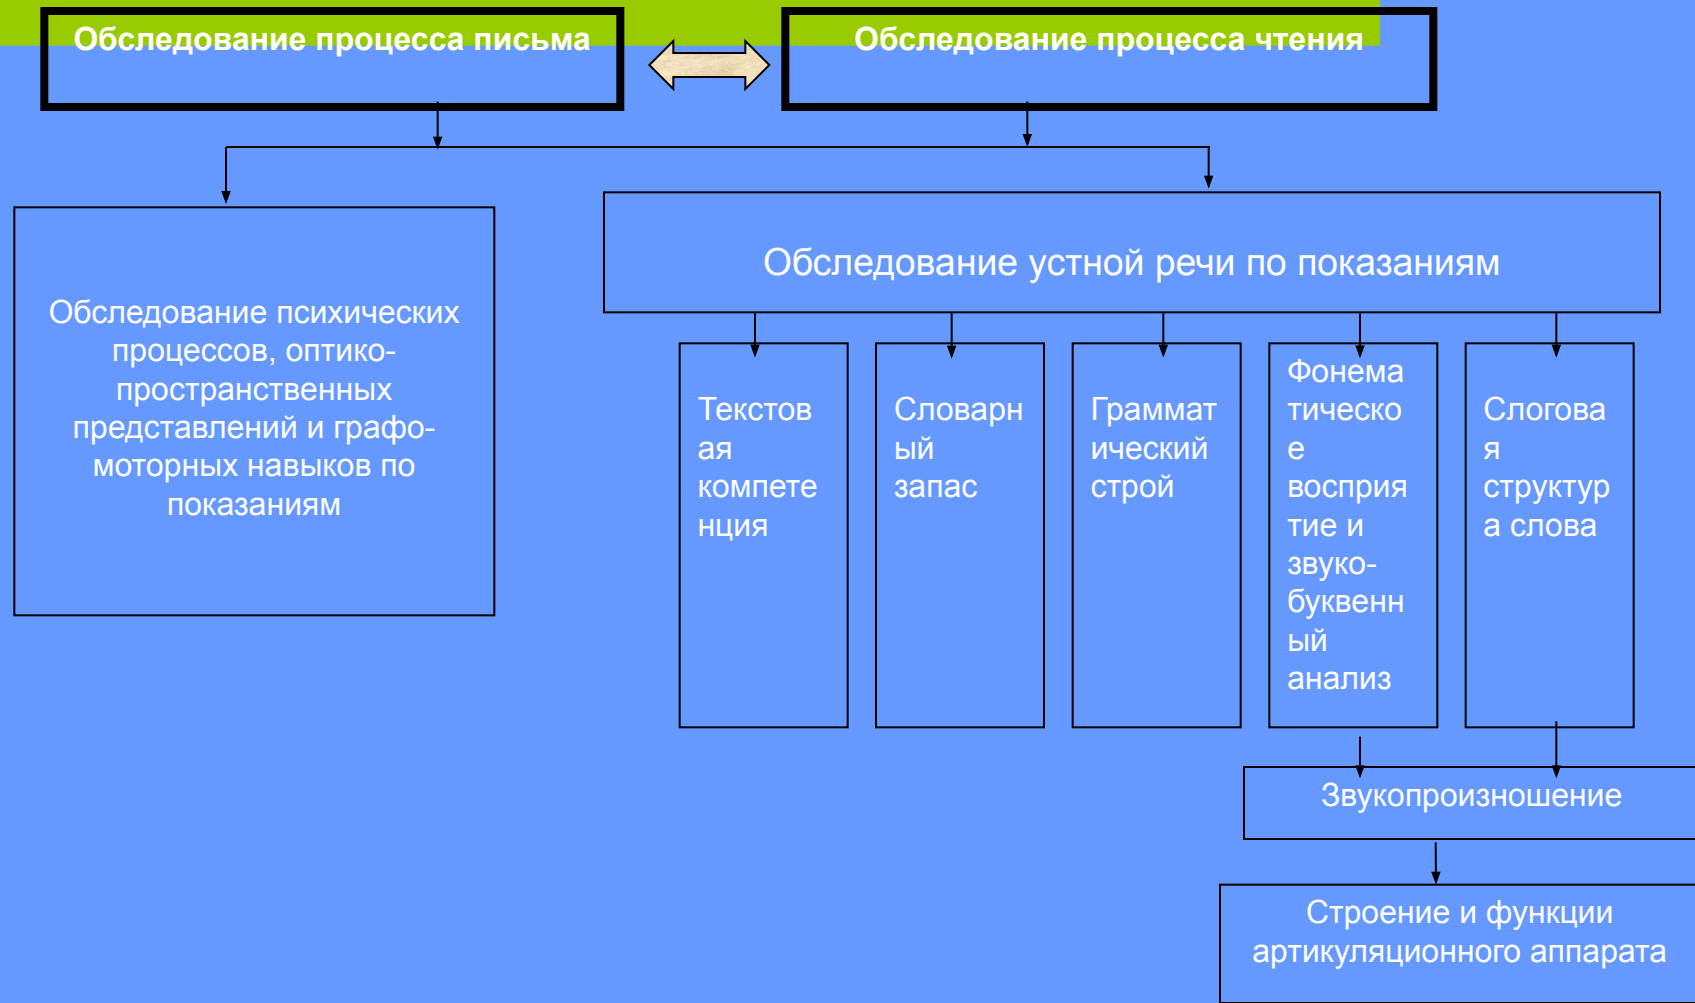 Обследование процесса письма
Обследование процесса чтения
Обследование психических
процессов, оптико-
пространственных
представлений и графо-
моторных навыков по
показаниям
Обследование устной речи по показаниям
Текстов
ая
компете
нция
Словарн
ый
запас
Граммат
ический
строй
Фонема
тическо
е
восприя
тие и
звуко-
буквенн
ый
анализ
Слогова
я
структур
а слова
Звукопроизношение
Строение и функции
артикуляционного аппарата